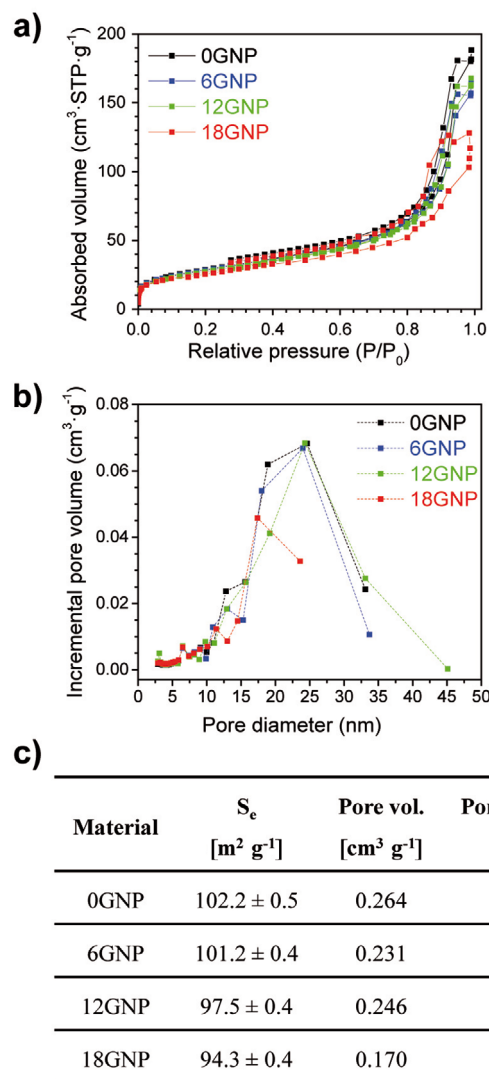 a)
Absorbed volume (cm³·STP·g⁻¹)
200
150
100
50
0
0GNP
6GNP
12GNP
18GNP
0.0 0.2 0.4 0.6 0.8 1.0
Relative pressure (P/P₀)
b)
Incremental pore volume (cm³·g⁻¹)
0.08
0.06
0.04
0.02
0.00
0GNP
6GNP
12GNP
18GNP
0 5 10 15 20 25 30 35 40 45 50
Pore diameter (nm)
c)
Material Sₑ [m² g⁻¹] Pore vol. [cm³ g⁻¹]
0GNP 102.2 ± 0.5 0.264
6GNP 101.2 ± 0.4 0.231
12GNP 97.5 ± 0.4 0.246
18GNP 94.3 ± 0.4 0.170